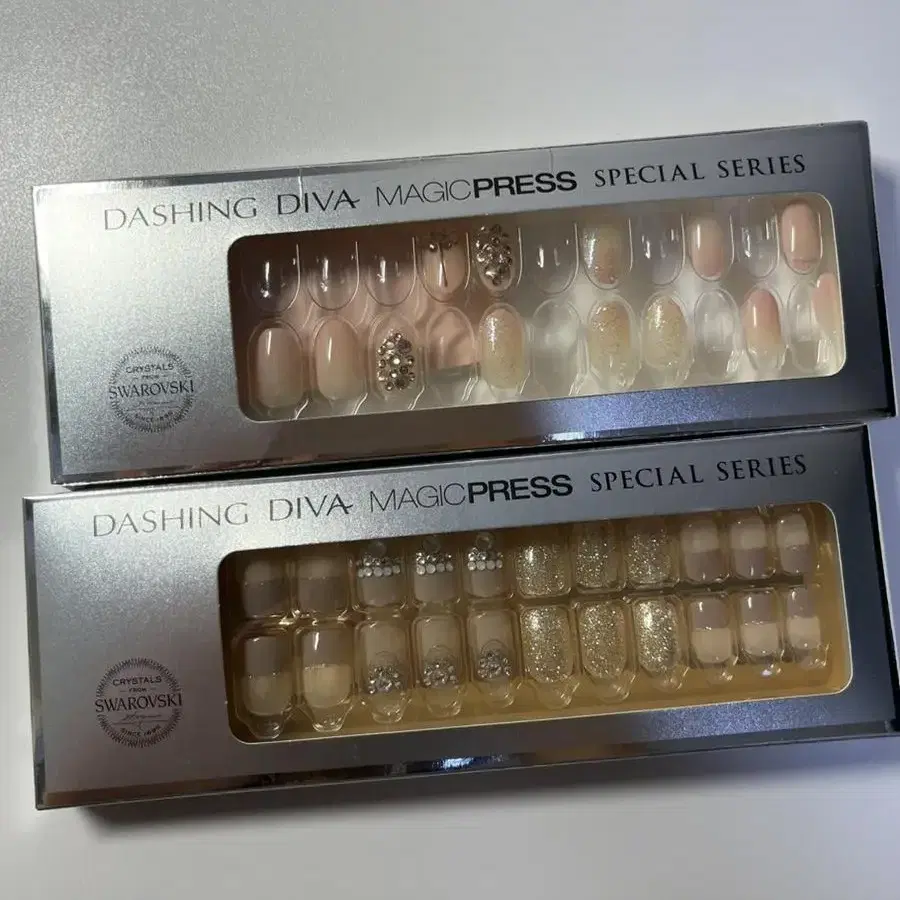 DASHING DIVA MAGICPRESS SPECIAL SERIES
CRYSTALS
FROM
SWAROVSKI
DASHING DIVA MAGICPRESS SPECIAL SERIES
CRYSTALS
FROM
SWAROVSKI
SINCE 1895